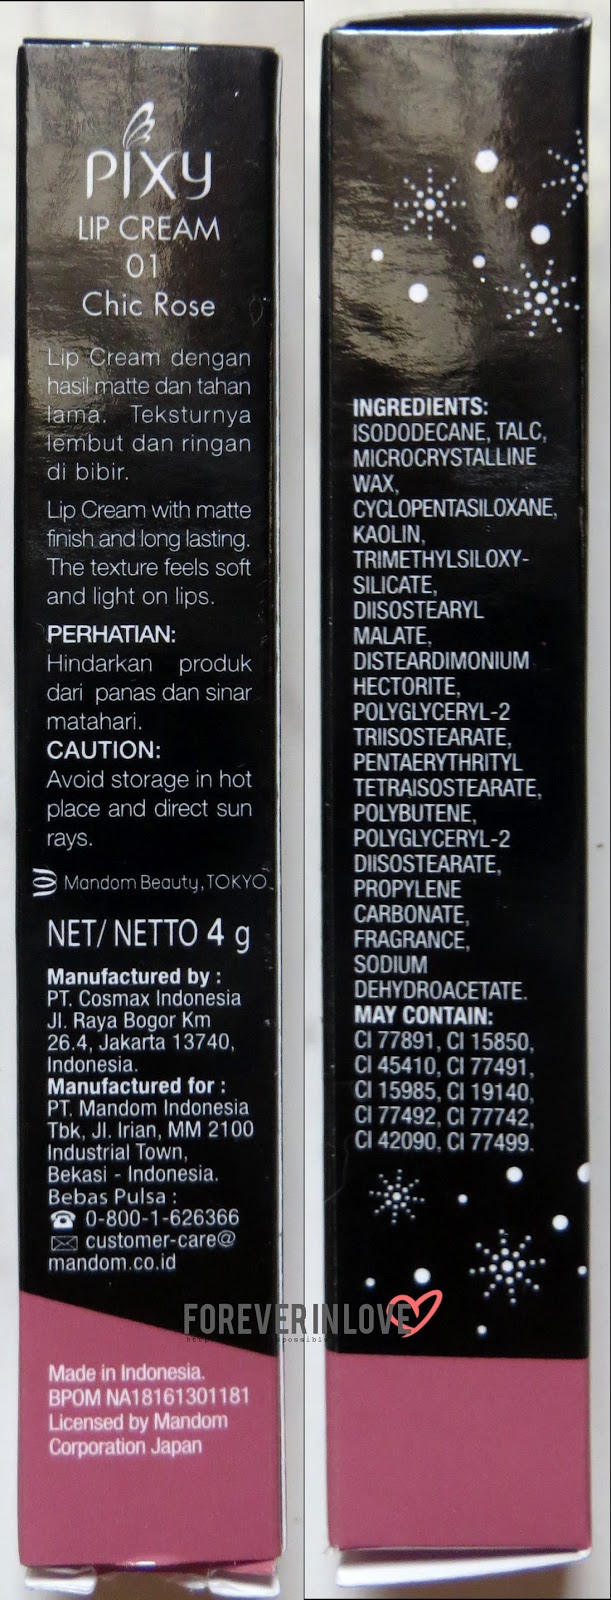 PIXY
LIP CREAM
01
Chic Rose
Lip Cream dengan
hasil matte dan tahan
lama. Teksturnya
lembut dan ringan
di bibir.
Lip Cream with matte
finish and long lasting.
The texture feels soft
and light on lips.
PERHATIAN:
Hindarkan produk
dari panas dan sinar
matahari.
CAUTION:
Avoid storage in hot
place and direct sun
rays.
Mandom Beauty, TOKYO
NET/ NETTO 4 g
Manufactured by :
PT. Cosmax Indonesia
Jl. Raya Bogor Km
26.4, Jakarta 13740,
Indonesia.
Manufactured for :
PT. Mandom Indonesia
Tbk, Jl. Irian, MM 2100
Industrial Town,
Bekasi - Indonesia.
Bebas Pulsa :
0-800-1-626366
customer-care@
mandom.co.id
Made in Indonesia.
BPOM NA18161301181
Licensed by Mandom
Corporation Japan
INGREDIENTS:
ISODODECANE, TALC,
MICROCRYSTALLINE
WAX,
CYCLOPENTASILOXANE,
KAOLIN,
TRIMETHYLSILOXY-
SILICATE,
DIISOSTEARYL
MALATE,
DISTEARDIMONIUM
HECTORITE,
POLYGLYCERYL-2
TRIISOSTEARATE,
PENTAERYTHRITYL
TETRAISOSTEARATE,
POLYBUTENE,
POLYGLYCERYL-2
DIISOSTEARATE,
PROPYLENE
CARBONATE,
FRAGRANCE,
SODIUM
DEHYDROACETATE.
MAY CONTAIN:
CI 77891, CI 15850,
CI 45410, CI 77491,
CI 15985, CI 19140,
CI 77492, CI 77742,
CI 42090, CI 77499.
FOREVER IN LOVE